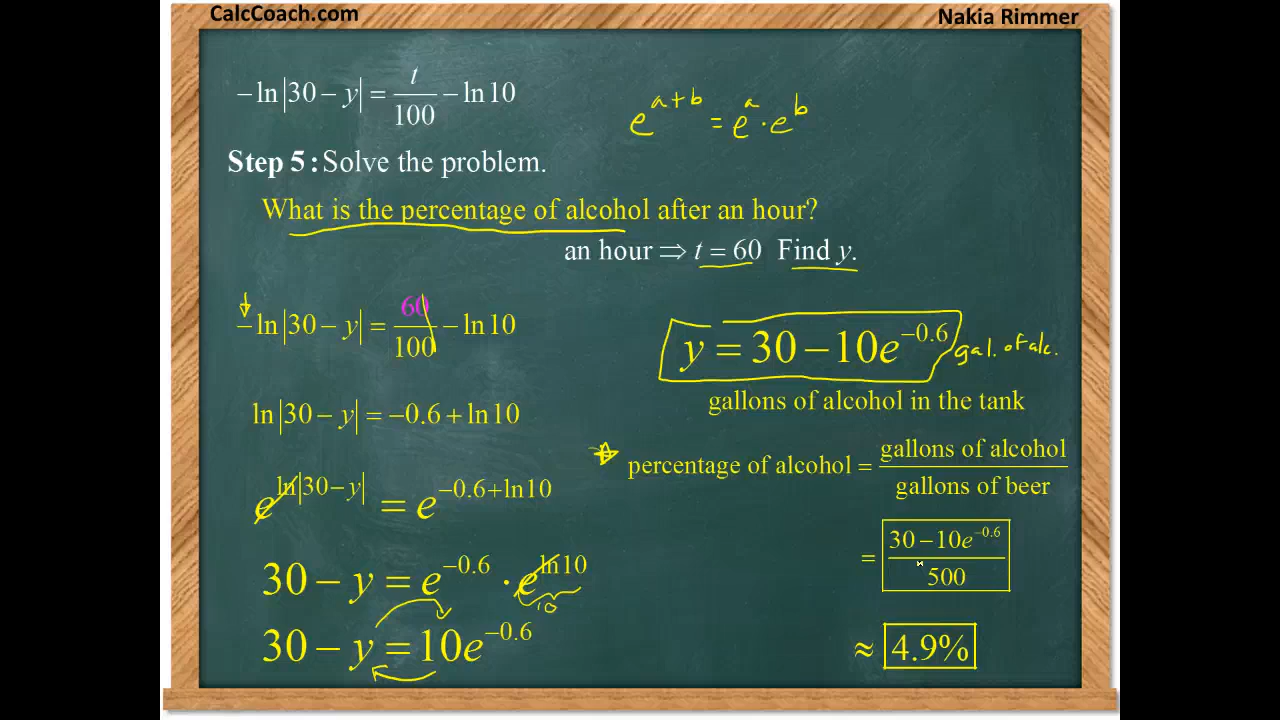 CalcCoach.com
Nakia Rimmer
−ln|30 − y| = t/100 − ln10
e^(a+b) = e^a · e^b
Step 5: Solve the problem.
What is the percentage of alcohol after an hour?
an hour ⇒ t = 60 Find y.
−ln|30 − y| = 60/100 − ln10
ln|30 − y| = −0.6 + ln10
e^(ln|30 − y|) = e^(−0.6+ln10)
30 − y = e^(−0.6) · e^(ln10)
10
30 − y = 10e^(−0.6)
y = 30 − 10e^(−0.6) gal. of alc.
gallons of alcohol in the tank
percentage of alcohol = gallons of alcohol / gallons of beer
= (30 − 10e^(−0.6)) / 500
≈ 4.9%